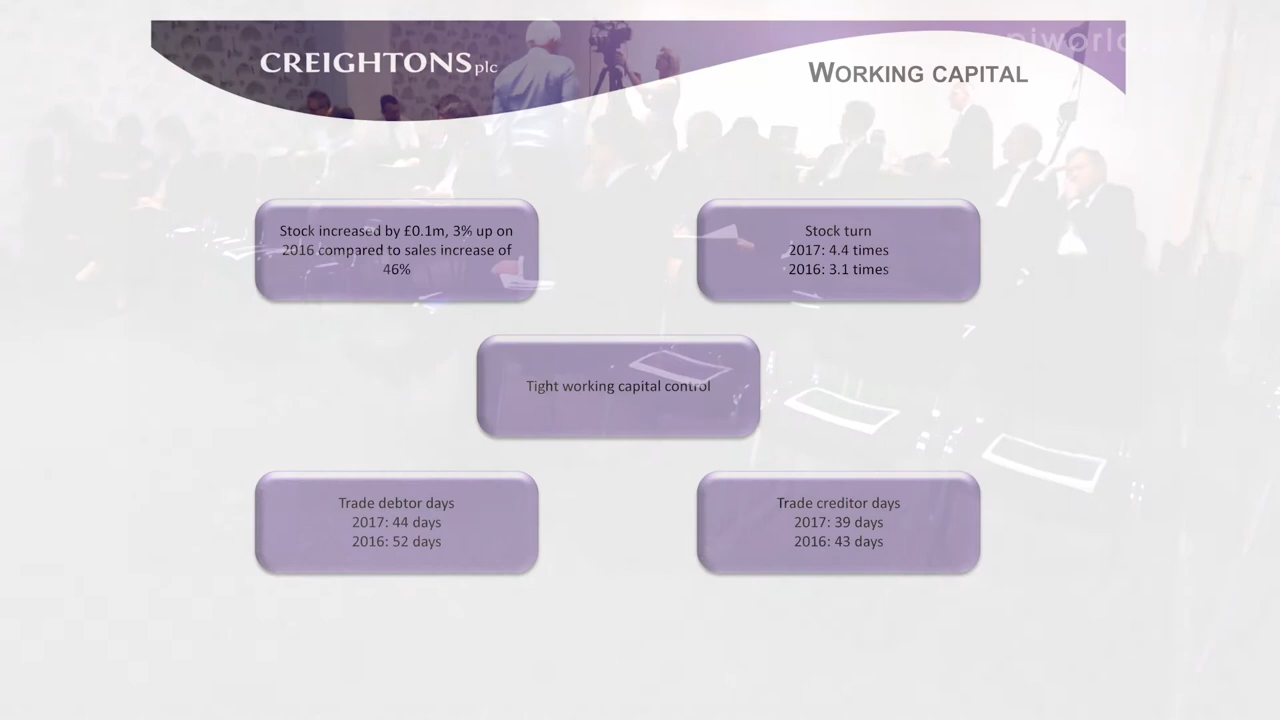 CREIGHTONS plc
WORKING CAPITAL
Stock increased by £0.1m, 3% up on
2016 compared to sales increase of
46%
Stock turn
2017: 4.4 times
2016: 3.1 times
Tight working capital control
Trade debtor days
2017: 44 days
2016: 52 days
Trade creditor days
2017: 39 days
2016: 43 days